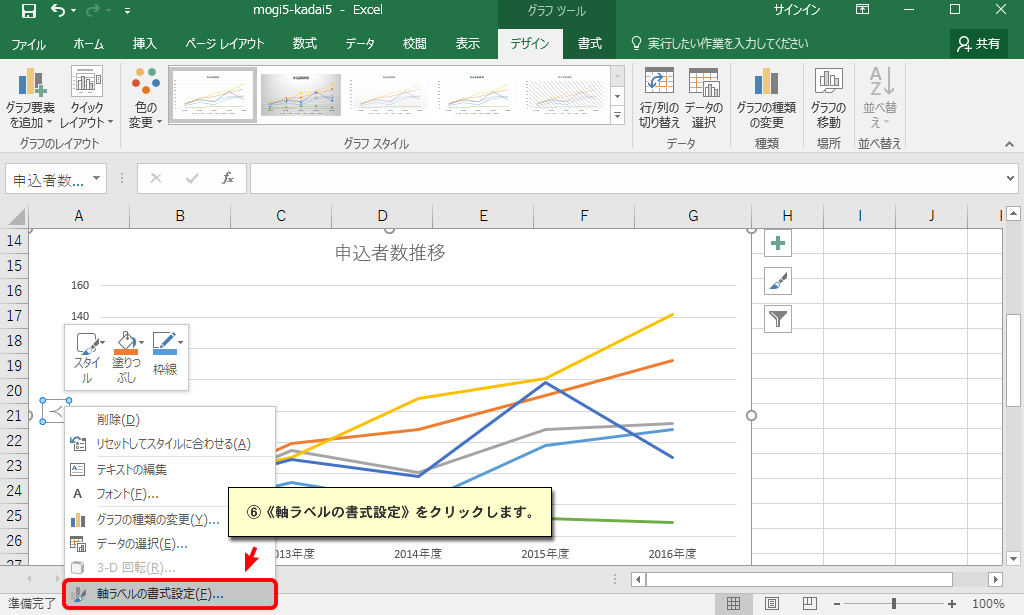 mogi5-kadai5 - Excel
グラフ ツール
サインイン
ファイル ホーム 挿入 ページ レイアウト 数式 データ 校閲 表示 デザイン 書式 実行したい作業を入力してください 共有
グラフ要素
を追加
クイック
レイアウト
色の
変更
行/列の
切り替え
データの
選択
グラフの種類
の変更
グラフの
移動
並べ替
え
グラフのレイアウト
グラフ スタイル
データ
種類
場所
並べ替え
申込者数...
fx
A B C D E F G H I J
14
15
16
17
18
19
20
21
22
23
24
25
26
27
申込者数推移
160
140
スタイ
ル
塗りつ
ぶし
枠線
人
削除(D)
リセットしてスタイルに合わせる(A)
テキストの編集
A フォント(F)...
グラフの種類の変更(Y)...
データの選択(E)...
3-D 回転(R)...
軸ラベルの書式設定(F)...
⑥《軸ラベルの書式設定》をクリックします。
013年度 2014年度 2015年度 2016年度
準備完了
100%